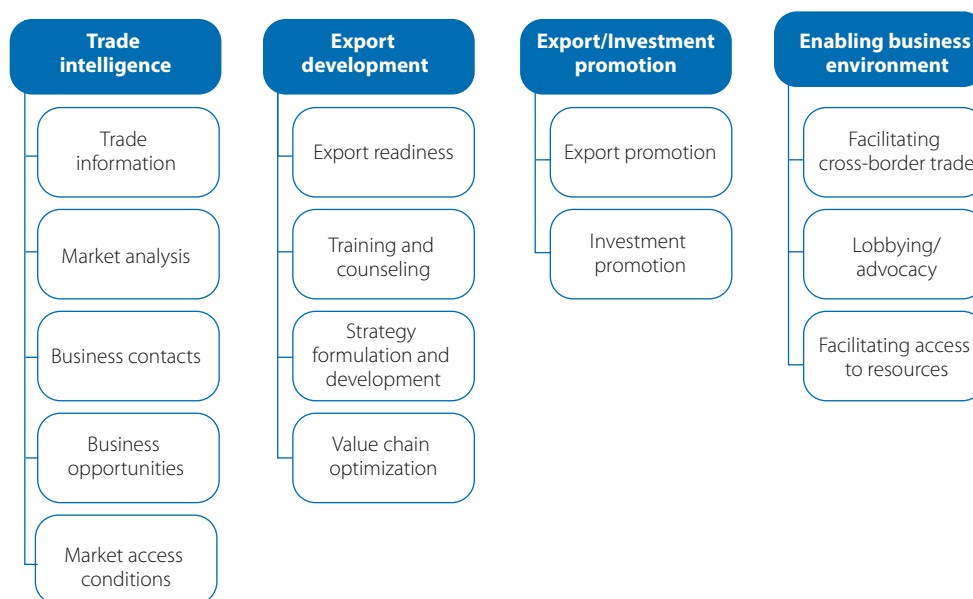 Trade
intelligence
Trade
information
Market analysis
Business contacts
Business
opportunities
Market access
conditions
Export
development
Export readiness
Training and
counseling
Strategy
formulation and
development
Value chain
optimization
Export/Investment
promotion
Export promotion
Investment
promotion
Enabling business
environment
Facilitating
cross-border trade
Lobbying/
advocacy
Facilitating access
to resources